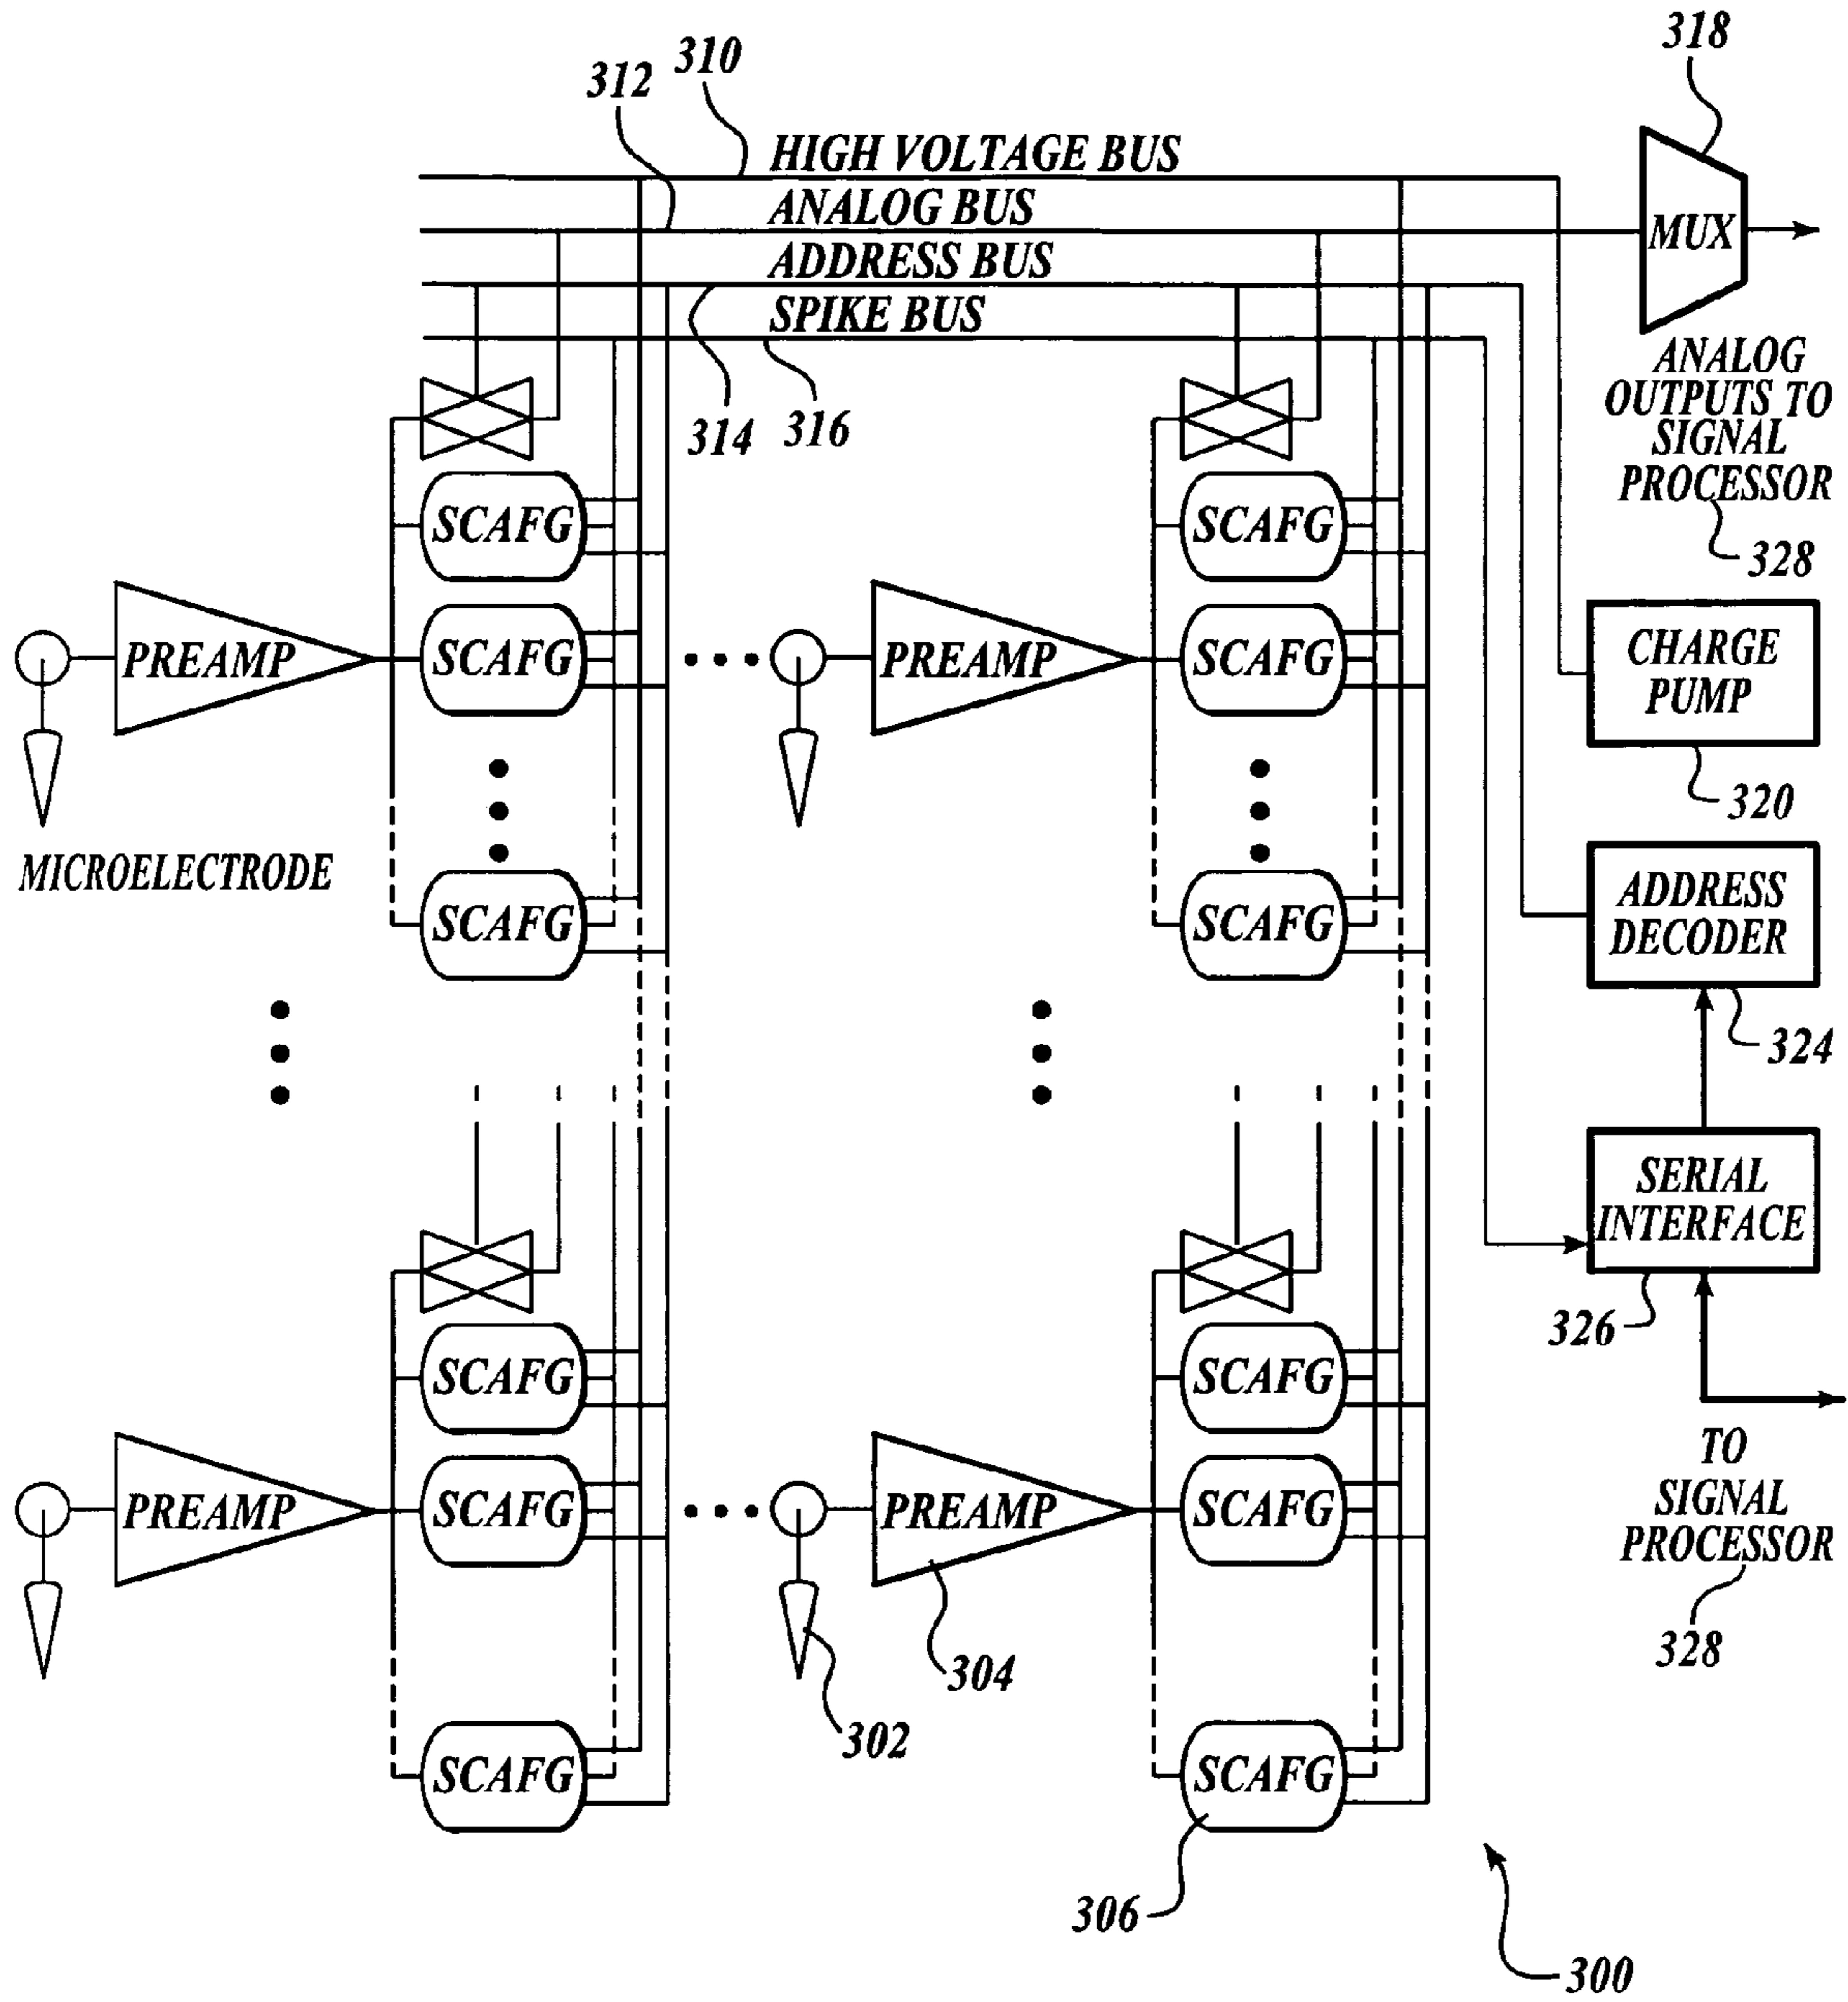 318
310
312
HIGH VOLTAGE BUS
ANALOG BUS
MUX
ADDRESS BUS
SPIKE BUS
314
316
ANALOG
OUTPUTS TO
SIGNAL
PROCESSOR
328
SCAFG
SCAFG
PREAMP
SCAFG
PREAMP
SCAFG
CHARGE
PUMP
320
MICROELECTRODE
SCAFG
SCAFG
ADDRESS
DECODER
324
SERIAL
INTERFACE
326
SCAFG
SCAFG
TO
SIGNAL
PROCESSOR
328
PREAMP
SCAFG
PREAMP
SCAFG
304
302
SCAFG
SCAFG
306
300